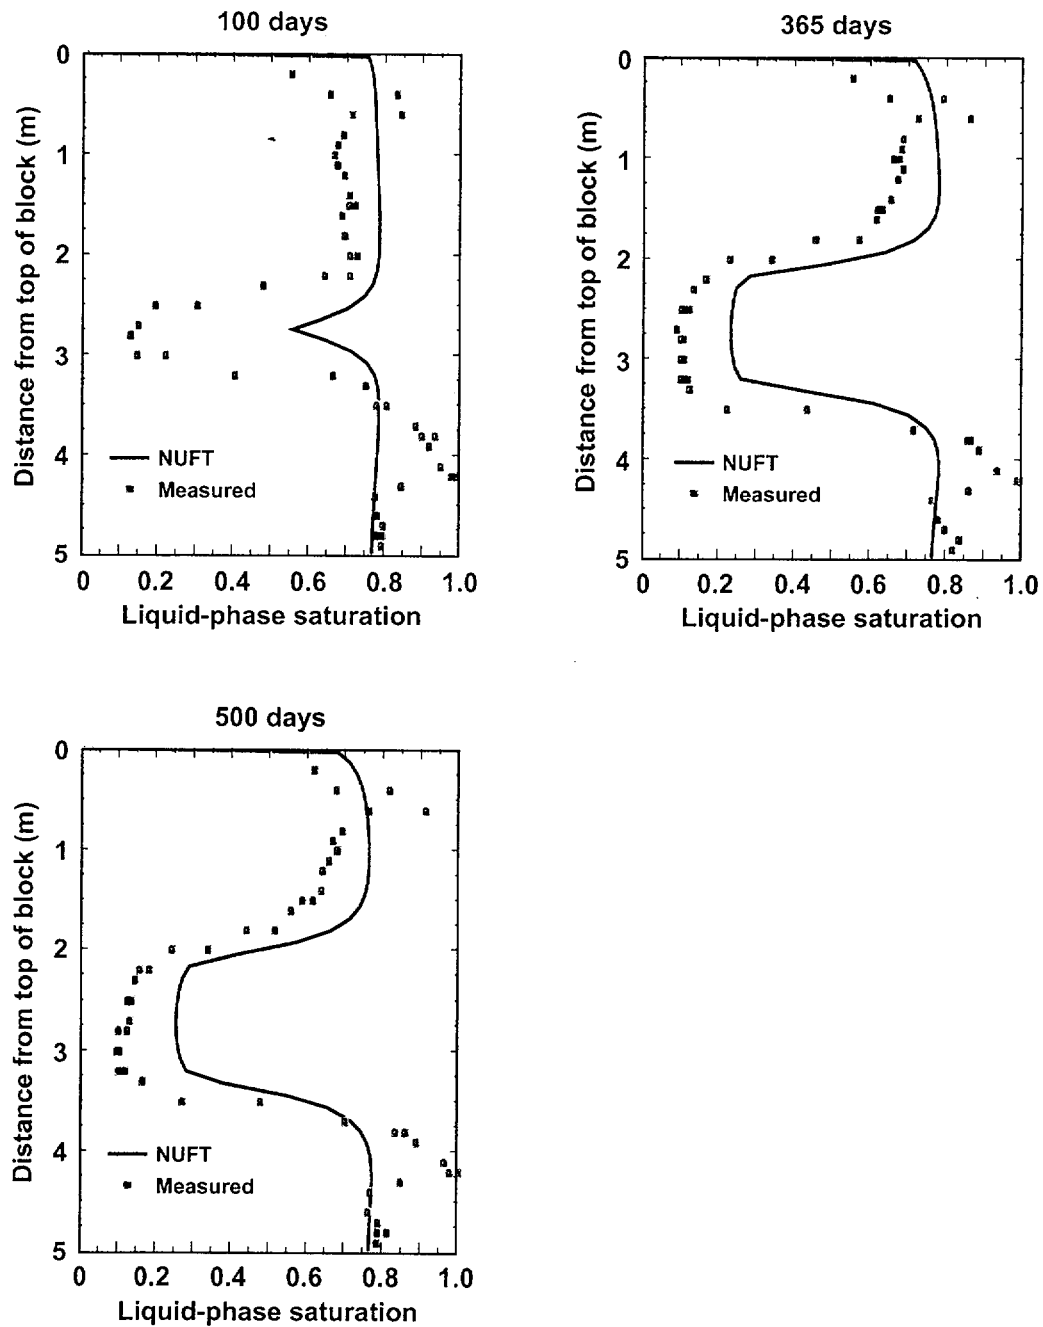 100 days
0
1
2
3
4
5
Distance from top of block (m)
NUFT
Measured
0 0.2 0.4 0.6 0.8 1.0
Liquid-phase saturation
365 days
0
1
2
3
4
5
Distance from top of block (m)
NUFT
Measured
0 0.2 0.4 0.6 0.8 1.0
Liquid-phase saturation
500 days
0
1
2
3
4
5
Distance from top of block (m)
NUFT
Measured
0 0.2 0.4 0.6 0.8 1.0
Liquid-phase saturation